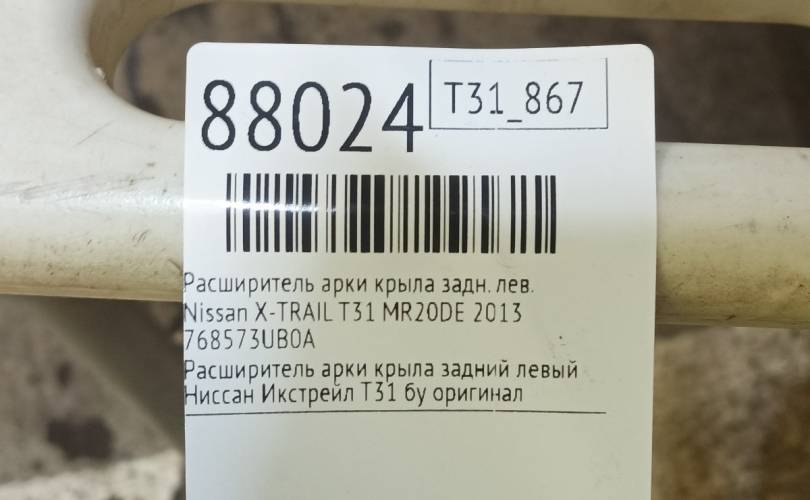 88024
T31_867
Расширитель арки крыла задн. лев.
Nissan X-TRAIL T31 MR20DE 2013
768573UB0A
Расширитель арки крыла задний левый
Ниссан Икстрейл Т31 бу оригинал